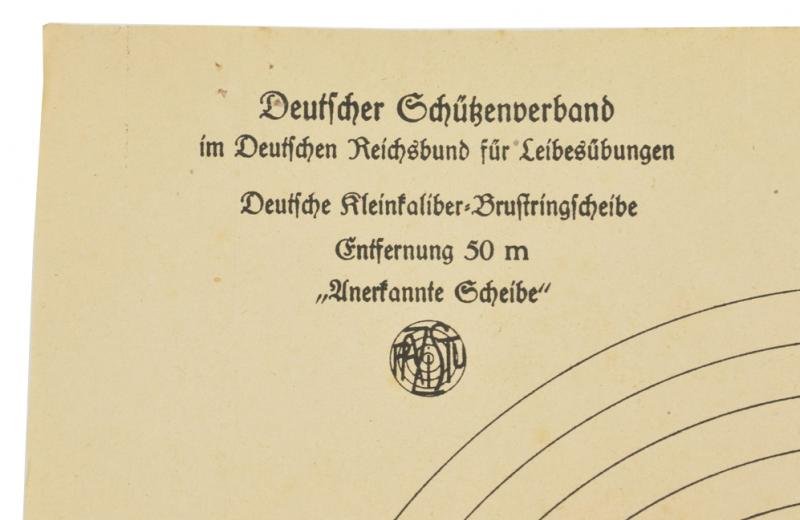 Deutscher Schützenverband
im Deutschen Reichsbund für Leibesübungen
Deutsche Kleinkaliber-Brustringscheibe
Entfernung 50 m
„Anerkannte Scheibe“